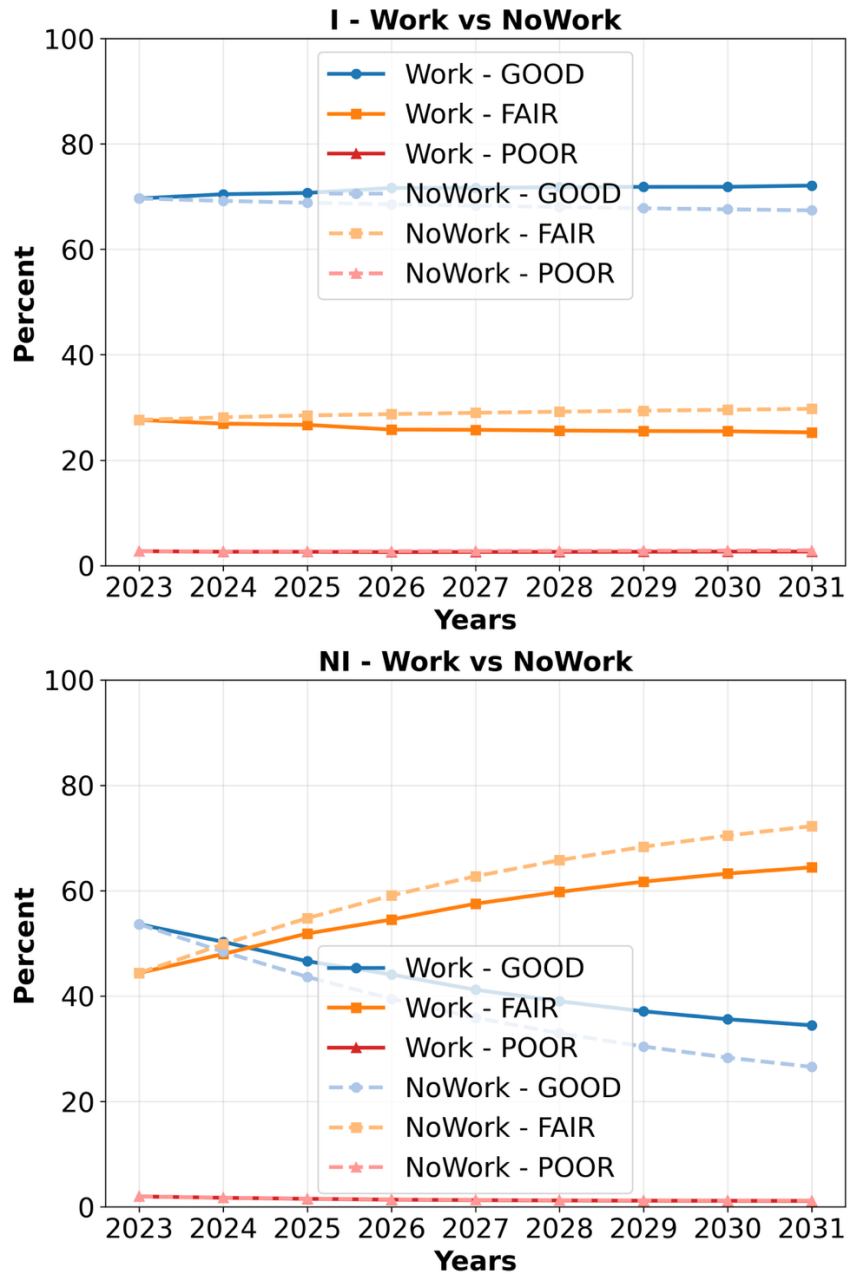 I - Work vs NoWork
100
80
60
40
20
0
Percent
Work - GOOD
Work - FAIR
Work - POOR
NoWork - GOOD
NoWork - FAIR
NoWork - POOR
2023 2024 2025 2026 2027 2028 2029 2030 2031
Years
NI - Work vs NoWork
100
80
60
40
20
0
Percent
Work - GOOD
Work - FAIR
Work - POOR
NoWork - GOOD
NoWork - FAIR
NoWork - POOR
2023 2024 2025 2026 2027 2028 2029 2030 2031
Years